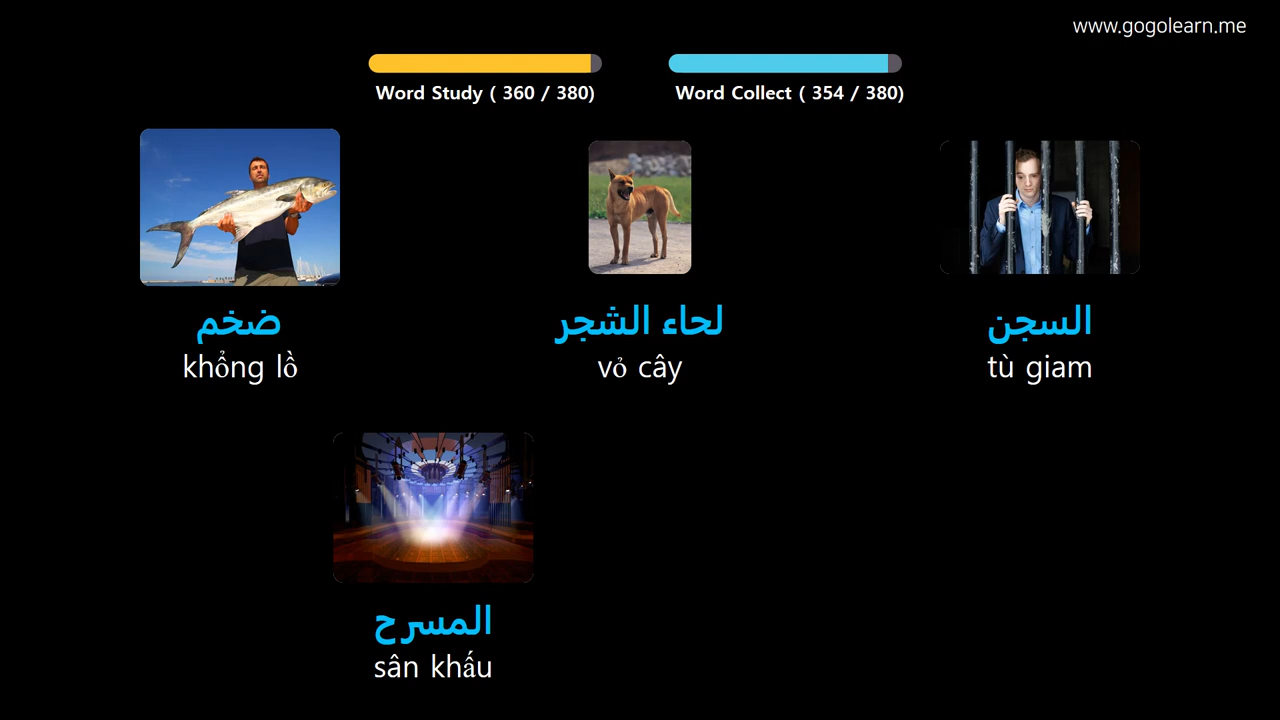 www.gogolearn.me
Word Study ( 360 / 380)
Word Collect ( 354 / 380)
ضخم
khổng lồ
لحاء الشجر
vỏ cây
السجن
tù giam
المسرح
sân khấu